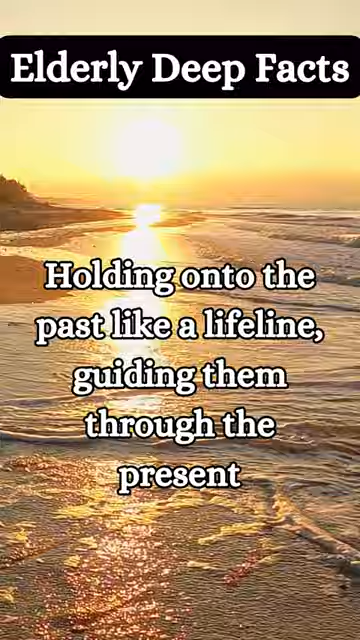 Elderly Deep Facts
Holding onto the
past like a lifeline,
guiding them
through the
present